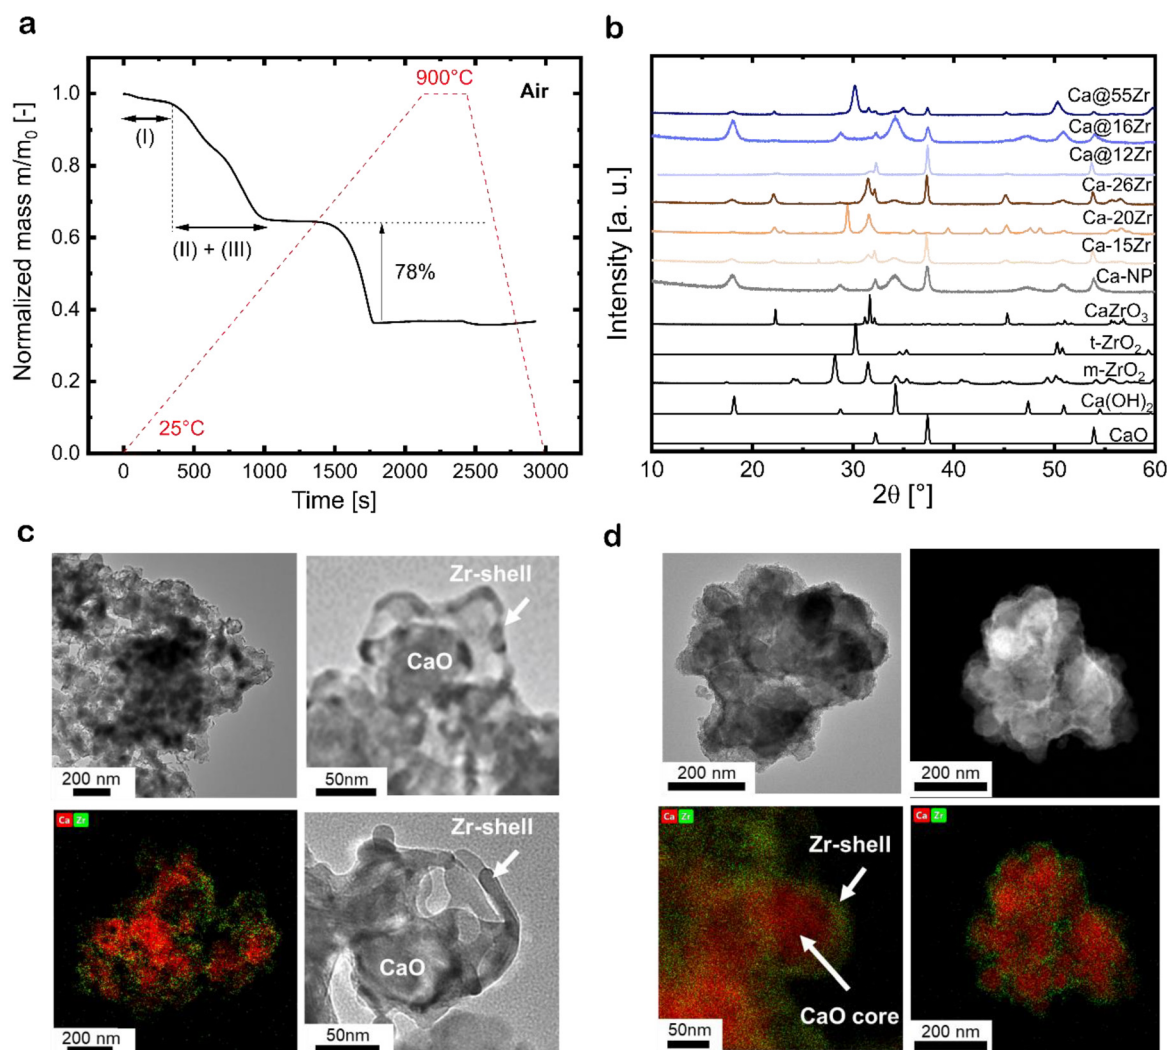 a
Normalized mass m/m₀ [-]
1.0
0.8
0.6
0.4
0.2
0.0
900°C
Air
(I)
(II) + (III)
78%
25°C
0
500
1000
1500
2000
2500
3000
Time [s]
b
Intensity [a. u.]
Ca@55Zr
Ca@16Zr
Ca@12Zr
Ca-26Zr
Ca-20Zr
Ca-15Zr
Ca-NP
CaZrO₃
t-ZrO₂
m-ZrO₂
Ca(OH)₂
CaO
10
20
30
40
50
60
2θ [°]
c
200 nm
Zr-shell
CaO
50nm
Ca Zr
200 nm
Zr-shell
CaO
50nm
d
200 nm
200 nm
Ca Zr
Zr-shell
CaO core
50nm
Ca Zr
200 nm